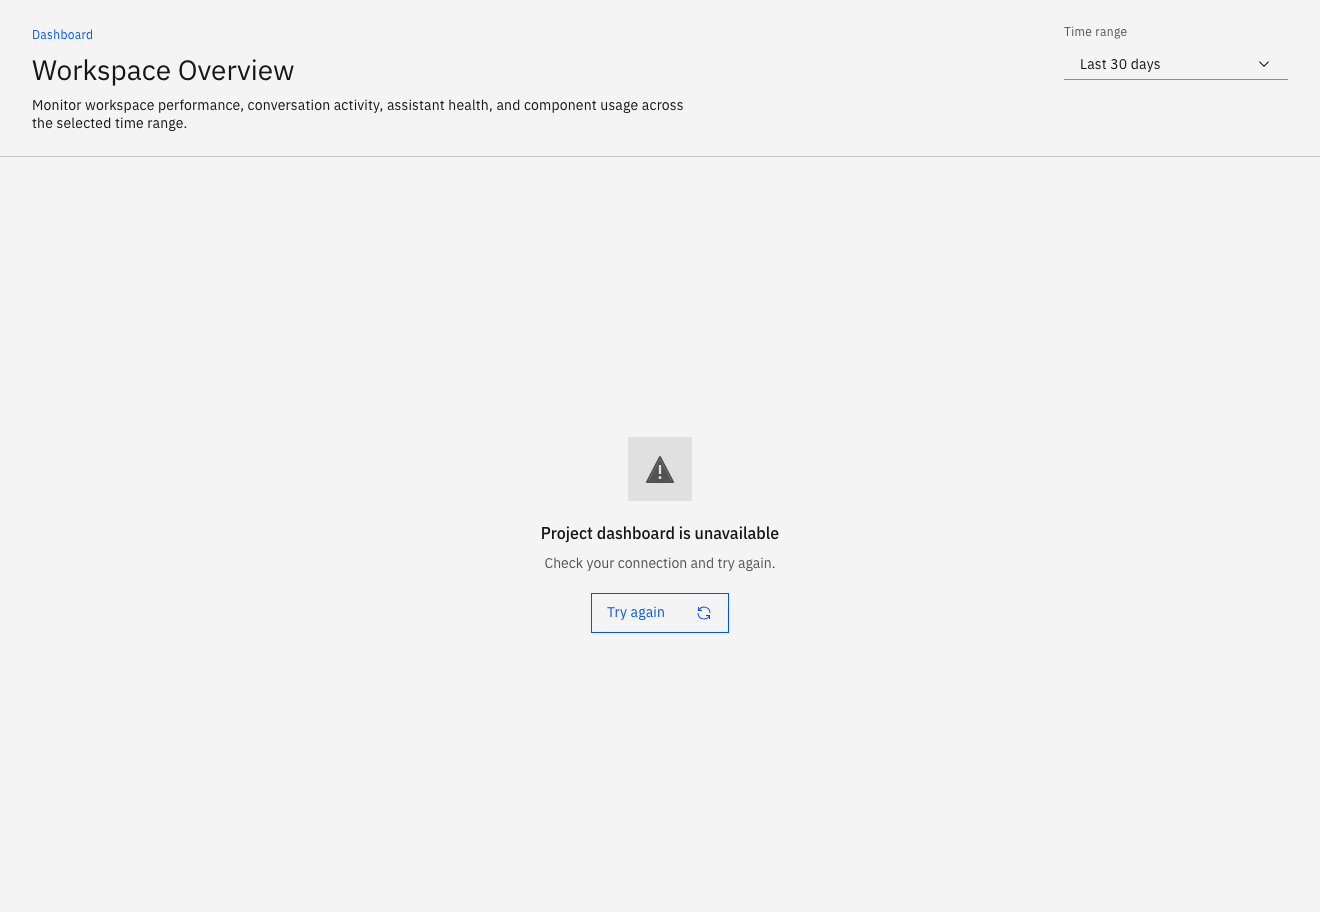 Dashboard
Workspace Overview
Monitor workspace performance, conversation activity, assistant health, and component usage across
the selected time range.
Time range
Last 30 days
Project dashboard is unavailable
Check your connection and try again.
Try again